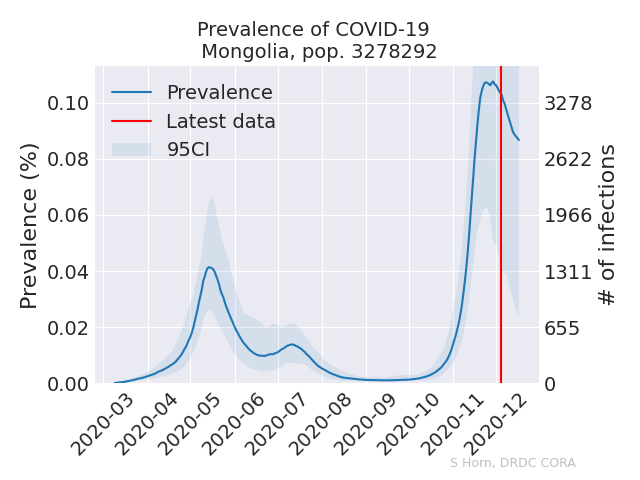 Prevalence of COVID-19
Mongolia, pop. 3278292
Prevalence
Latest data
95CI
Prevalence (%)
0.10
0.08
0.06
0.04
0.02
0.00
3278
2622
1966
1311
655
0
# of infections
2020-03
2020-04
2020-05
2020-06
2020-07
2020-08
2020-09
2020-10
2020-11
2020-12
S Horn, DRDC CORA